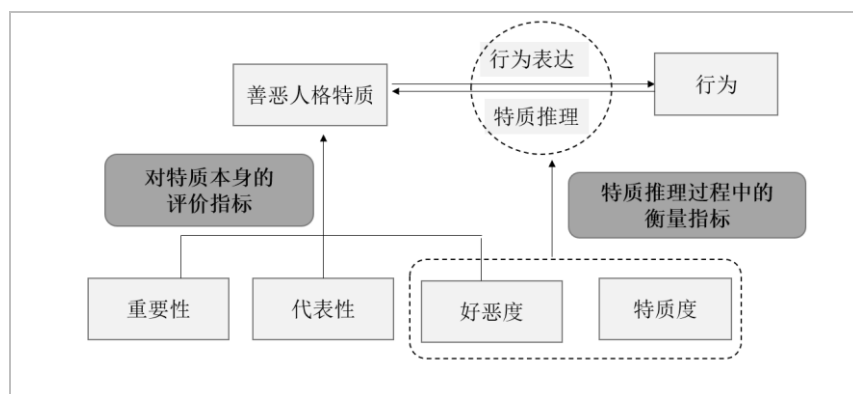 行为表达
善恶人格特质
行为
特质推理
对特质本身的
评价指标
特质推理过程中的
衡量指标
重要性
代表性
好恶度
特质度